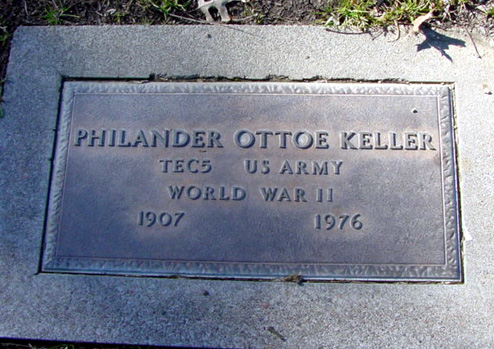 PHILANDER OTTOE KELLER
TEC5 US ARMY
WORLD WAR II
1907 1976